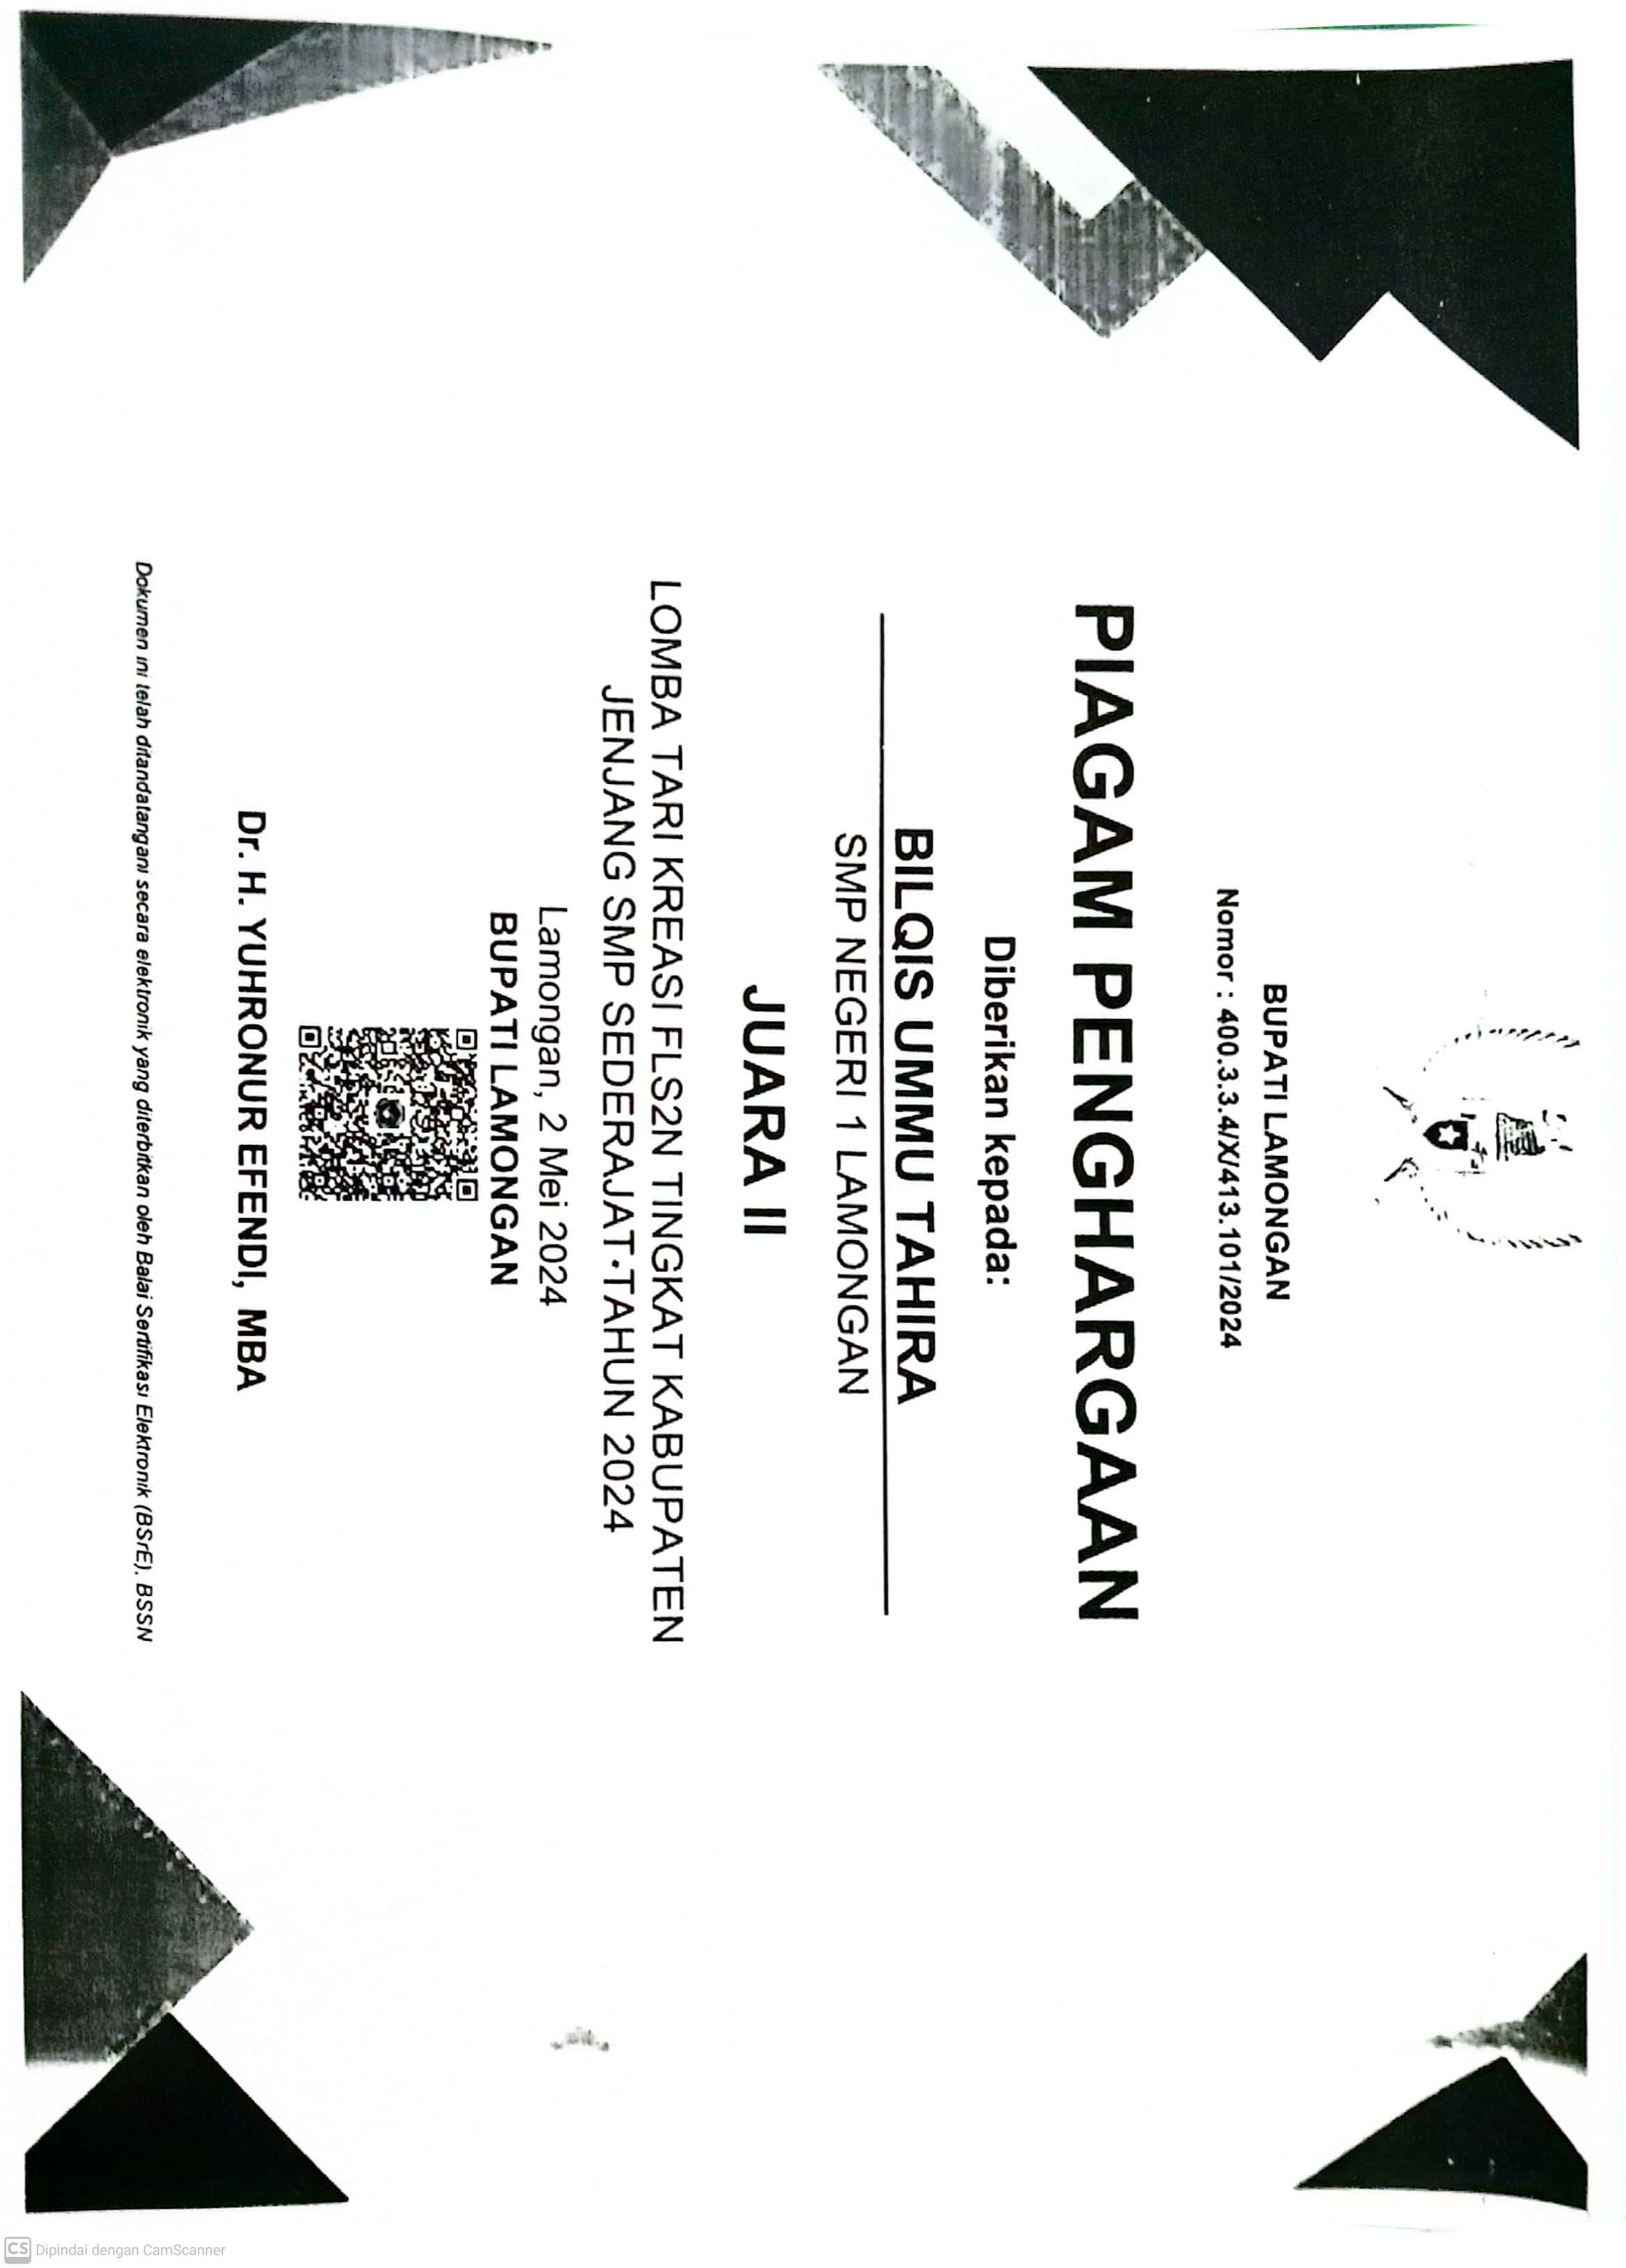 BUPATI LAMONGAN
Nomor : 400.3.3.4/X/413.101/2024
PIAGAM PENGHARGAAN
Diberikan kepada:
BILQIS UMMU TAHIRA
SMP NEGERI 1 LAMONGAN
JUARA II
LOMBA TARI KREASI FLS2N TINGKAT KABUPATEN
JENJANG SMP SEDERAJAT TAHUN 2024
Lamongan, 2 Mei 2024
BUPATI LAMONGAN
Dr. H. YUHRONUR EFENDI, MBA
Dokumen ini telah ditandatangani secara elektronik yang diterbitkan oleh Balai Sertifikasi Elektronik (BSrE), BSSN
CS Dipindai dengan CamScanner